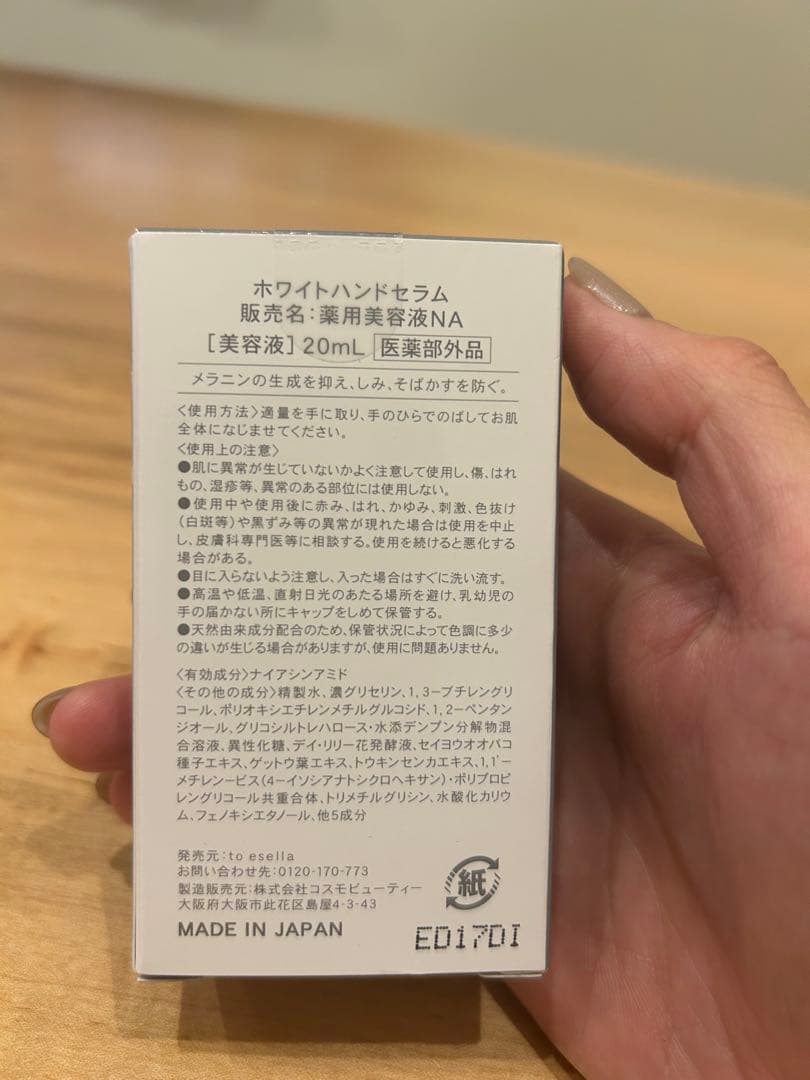 ホワイトハンドセラム
販売名:薬用美容液NA
[美容液] 20mL 医薬部外品
メラニンの生成を抑え、しみ、そばかすを防ぐ。
〈使用方法〉適量を手に取り、手のひらでのばしてお肌
全体になじませてください。
〈使用上の注意〉
●肌に異常が生じていないかよく注意して使用し、傷、はれ
もの、湿疹等、異常のある部位には使用しない。
●使用中や使用後に赤み、はれ、かゆみ、刺激、色抜け
(白斑等)や黒ずみ等の異常が現れた場合は使用を中止
し、皮膚科専門医等に相談する。使用を続けると悪化する
場合がある。
●目に入らないよう注意し、入った場合はすぐに洗い流す。
●高温や低温、直射日光のあたる場所を避け、乳幼児の
手の届かない所にキャップをしめて保管する。
●天然由来成分配合のため、保管状況によって色調に多少
の違いが生じる場合がありますが、使用に問題ありません。
〈有効成分〉ナイアシンアミド
〈その他の成分〉精製水、濃グリセリン、1,3-ブチレングリ
コール、ポリオキシエチレンメチルグルコシド、1,2-ペンタン
ジオール、グリコシルトレハロース・水添デンプン分解物混
合溶液、異性化糖、デイ・リリー花発酵液、セイヨウオオバコ
種子エキス、ゲットウ葉エキス、トウキンセンカエキス、1,1'-
メチレン-ビス(4-イソシアナトシクロヘキサン)・ポリプロピ
レングリコール共重合体、トリメチルグリシン、水酸化カリウ
ム、フェノキシエタノール、他5成分
発売元:to esella
お問い合わせ先:0120-170-773
製造販売元:株式会社コスモビューティー
大阪府大阪市此花区島屋4-3-43
紙
MADE IN JAPAN
ED17DI